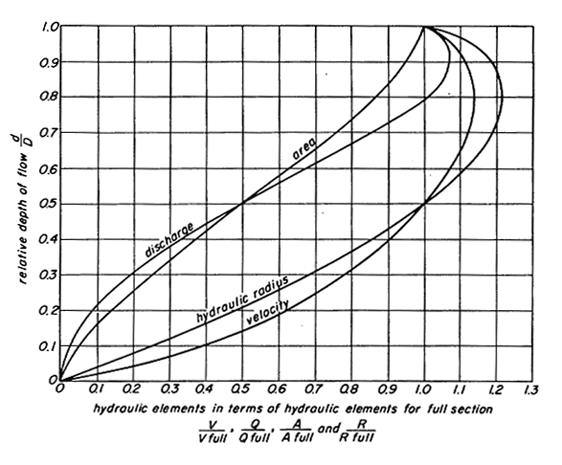 1.0
0.9
0.8
0.7
0.6
0.5
0.4
0.3
0.2
0.1
0
relative depth of flow d/D
area
discharge
hydraulic radius
velocity
0 0.1 0.2 0.3 0.4 0.5 0.6 0.7 0.8 0.9 1.0 1.1 1.2 1.3
hydraulic elements in terms of hydraulic elements for full section
V/V full, Q/Q full, A/A full and R/R full